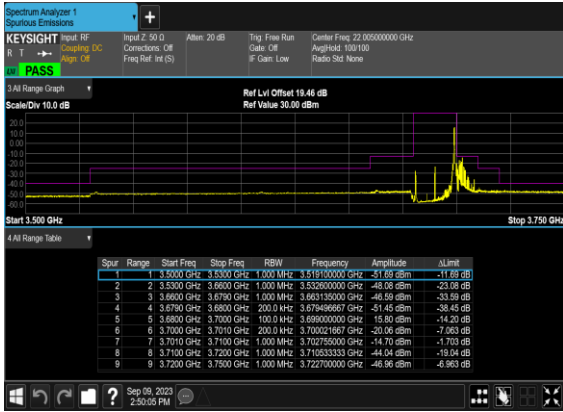 Spectrum Analyzer 1
Spurious Emissions
KEYSIGHT Input: RF Input Z: 50 Ω Atten: 20 dB Trig: Free Run Center Freq: 22.005000000 GHz
R T Coupling: DC Corrections: Off Gate: Off Avg|Hold: 100/100
Align: Off Freq Ref: Int (S) IF Gain: Low Radio Std: None
PASS
3 All Range Graph
Ref Lvl Offset 19.46 dB
Scale/Div 10.0 dB Ref Value 30.00 dBm
20.0
10.0
0.00
-10.0
-20.0
-30.0
-40.0
-50.0
-60.0
Start 3.500 GHz Stop 3.750 GHz
4 All Range Table
Spur Range Start Freq Stop Freq RBW Frequency Amplitude ΔLimit
1 1 3.5000 GHz 3.5300 GHz 1.000 MHz 3.519100000 GHz -51.69 dBm -11.69 dB
2 2 3.5300 GHz 3.6600 GHz 1.000 MHz 3.532600000 GHz -48.08 dBm -23.08 dB
3 3 3.6600 GHz 3.6790 GHz 1.000 MHz 3.663135000 GHz -46.59 dBm -33.59 dB
4 4 3.6790 GHz 3.6800 GHz 200.0 kHz 3.679496667 GHz -51.45 dBm -38.45 dB
5 5 3.6800 GHz 3.7000 GHz 100.0 kHz 3.699000000 GHz 15.80 dBm -14.20 dB
6 6 3.7000 GHz 3.7010 GHz 200.0 kHz 3.700021667 GHz -20.06 dBm -7.063 dB
7 7 3.7010 GHz 3.7100 GHz 1.000 MHz 3.702755000 GHz -14.70 dBm -1.703 dB
8 8 3.7100 GHz 3.7200 GHz 1.000 MHz 3.710533333 GHz -44.04 dBm -19.04 dB
9 9 3.7200 GHz 3.7500 GHz 1.000 MHz 3.722700000 GHz -46.96 dBm -6.963 dB
Sep 09, 2023
2:50:05 PM